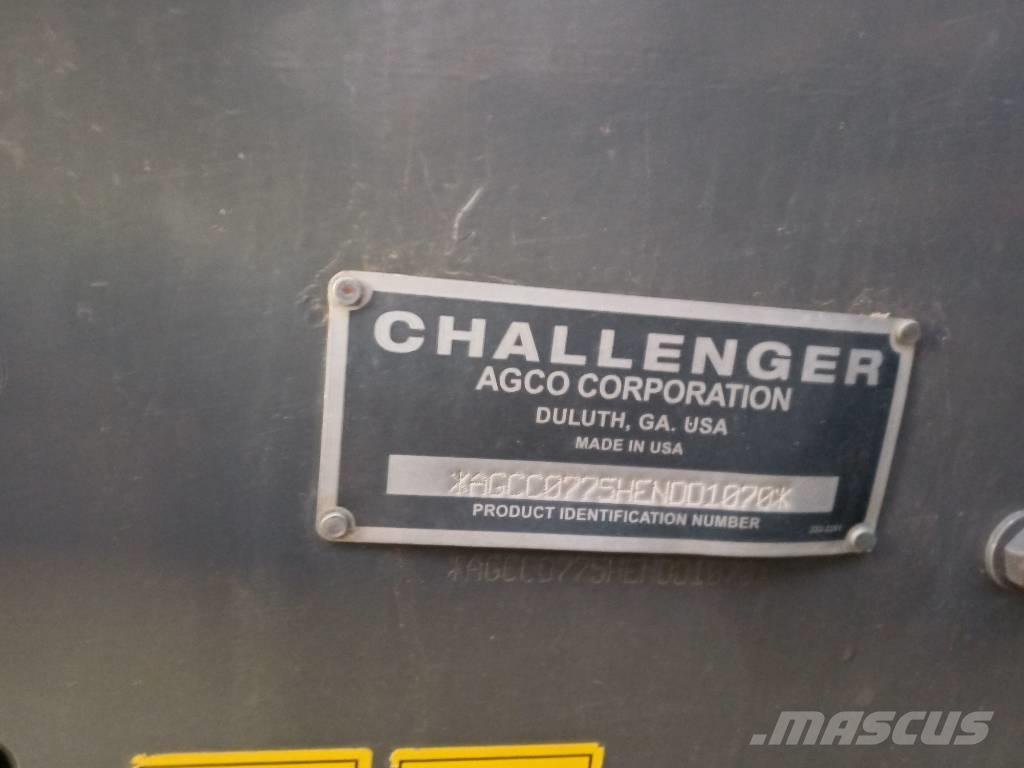 CHALLENGER
AGCO CORPORATION
DULUTH, GA. USA
MADE IN USA
*AGCC0775HENDD1070*
PRODUCT IDENTIFICATION NUMBER
MASCUS